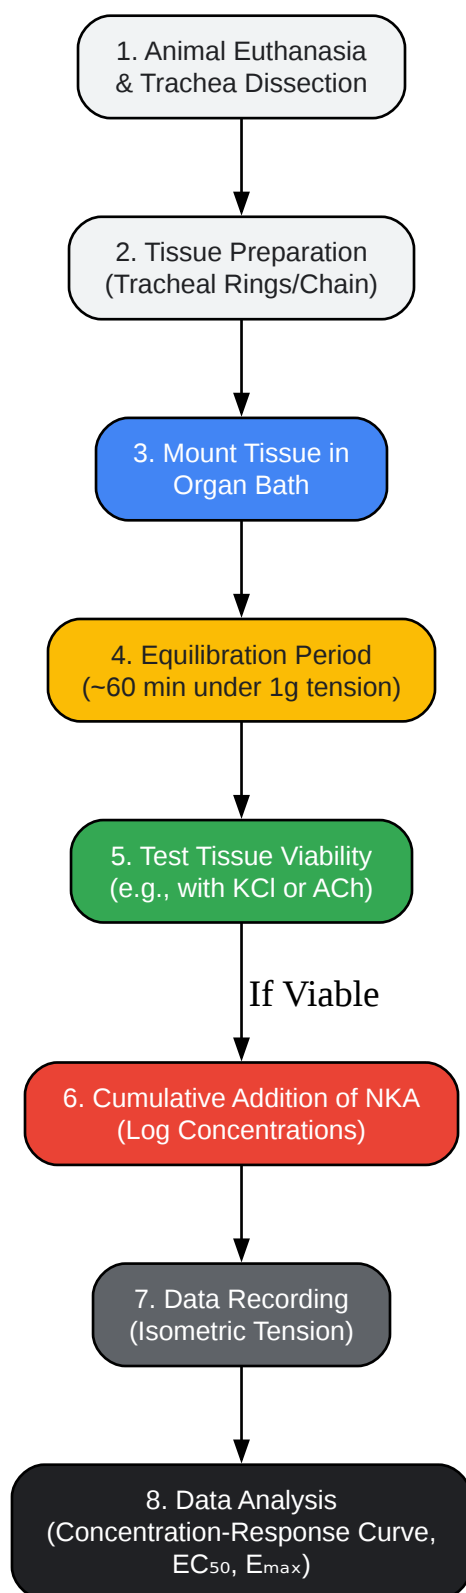 1. Animal Euthanasia
& Trachea Dissection
2. Tissue Preparation
(Tracheal Rings/Chain)
3. Mount Tissue in
Organ Bath
4. Equilibration Period
(~60 min under 1g tension)
5. Test Tissue Viability
(e.g., with KCl or ACh)
If Viable
6. Cumulative Addition of NKA
(Log Concentrations)
7. Data Recording
(Isometric Tension)
8. Data Analysis
(Concentration-Response Curve,
EC₅₀, Eₘₐₓ)